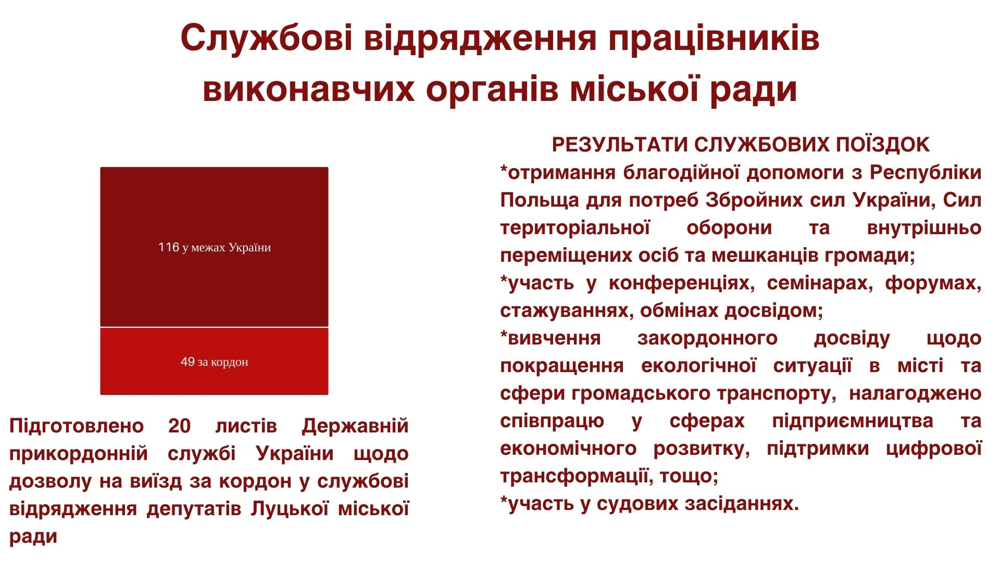 Службові відрядження працівників
виконавчих органів міської ради
116 у межах України
49 за кордон
Підготовлено 20 листів Державній
прикордонній службі України щодо
дозволу на виїзд за кордон у службові
відрядження депутатів Луцької міської
ради
РЕЗУЛЬТАТИ СЛУЖБОВИХ ПОЇЗДОК
*отримання благодійної допомоги з Республіки
Польща для потреб Збройних сил України, Сил
територіальної оборони та внутрішньо
переміщених осіб та мешканців громади;
*участь у конференціях, семінарах, форумах,
стажуваннях, обмінах досвідом;
*вивчення закордонного досвіду щодо
покращення екологічної ситуації в місті та
сфери громадського транспорту, налагоджено
співпрацю у сферах підприємництва та
економічного розвитку, підтримки цифрової
трансформації, тощо;
*участь у судових засіданнях.